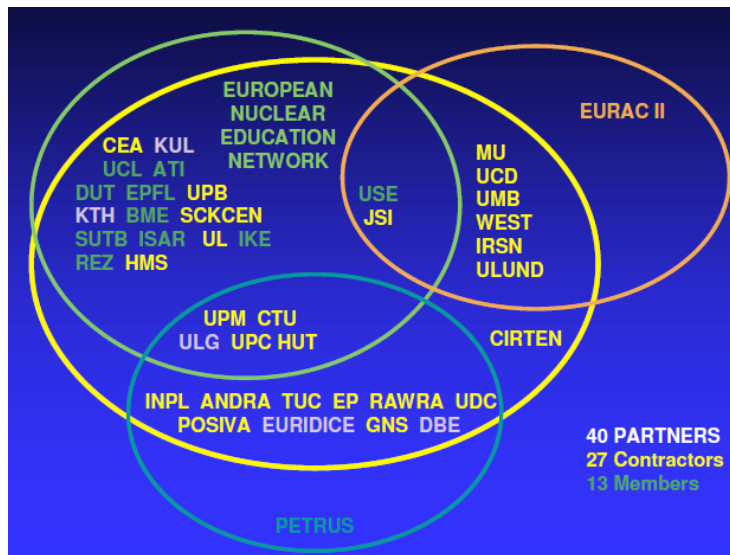 EUROPEAN
NUCLEAR
EDUCATION
NETWORK
EURAC II
CEA KUL
UCL ATI
DUT EPFL UPB
KTH BME SCKCEN
SUTB ISAR UL IKE
REZ HMS
USE
JSI
MU
UCD
UMB
WEST
IRSN
ULUND
UPM CTU
ULG UPC HUT
CIRTEN
INPL ANDRA TUC EP RAWRA UDC
POSIVA EURIDICE GNS DBE
40 PARTNERS
27 Contractors
13 Members
PETRUS